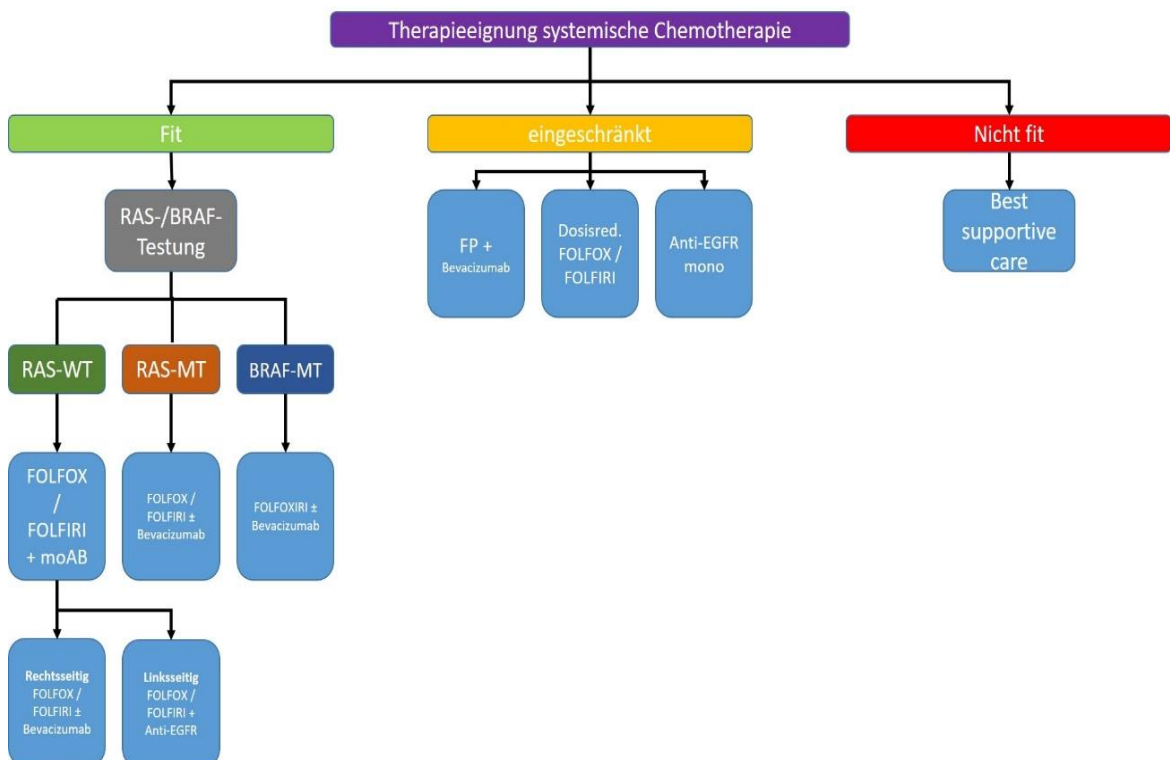 Therapieeignung systemische Chemotherapie
Fit
eingeschränkt
Nicht fit
RAS-/BRAF-
Testung
FP +
Bevacizumab
Dosisred.
FOLFOX /
FOLFIRI
Anti-EGFR
mono
Best
supportive
care
RAS-WT
RAS-MT
BRAF-MT
FOLFOX
/
FOLFIRI
+ moAB
FOLFOX /
FOLFIRI ±
Bevacizumab
FOLFOXIRI ±
Bevacizumab
Rechtsseitig
FOLFOX /
FOLFIRI ±
Bevacizumab
Linksseitig
FOLFOX /
FOLFIRI +
Anti-EGFR